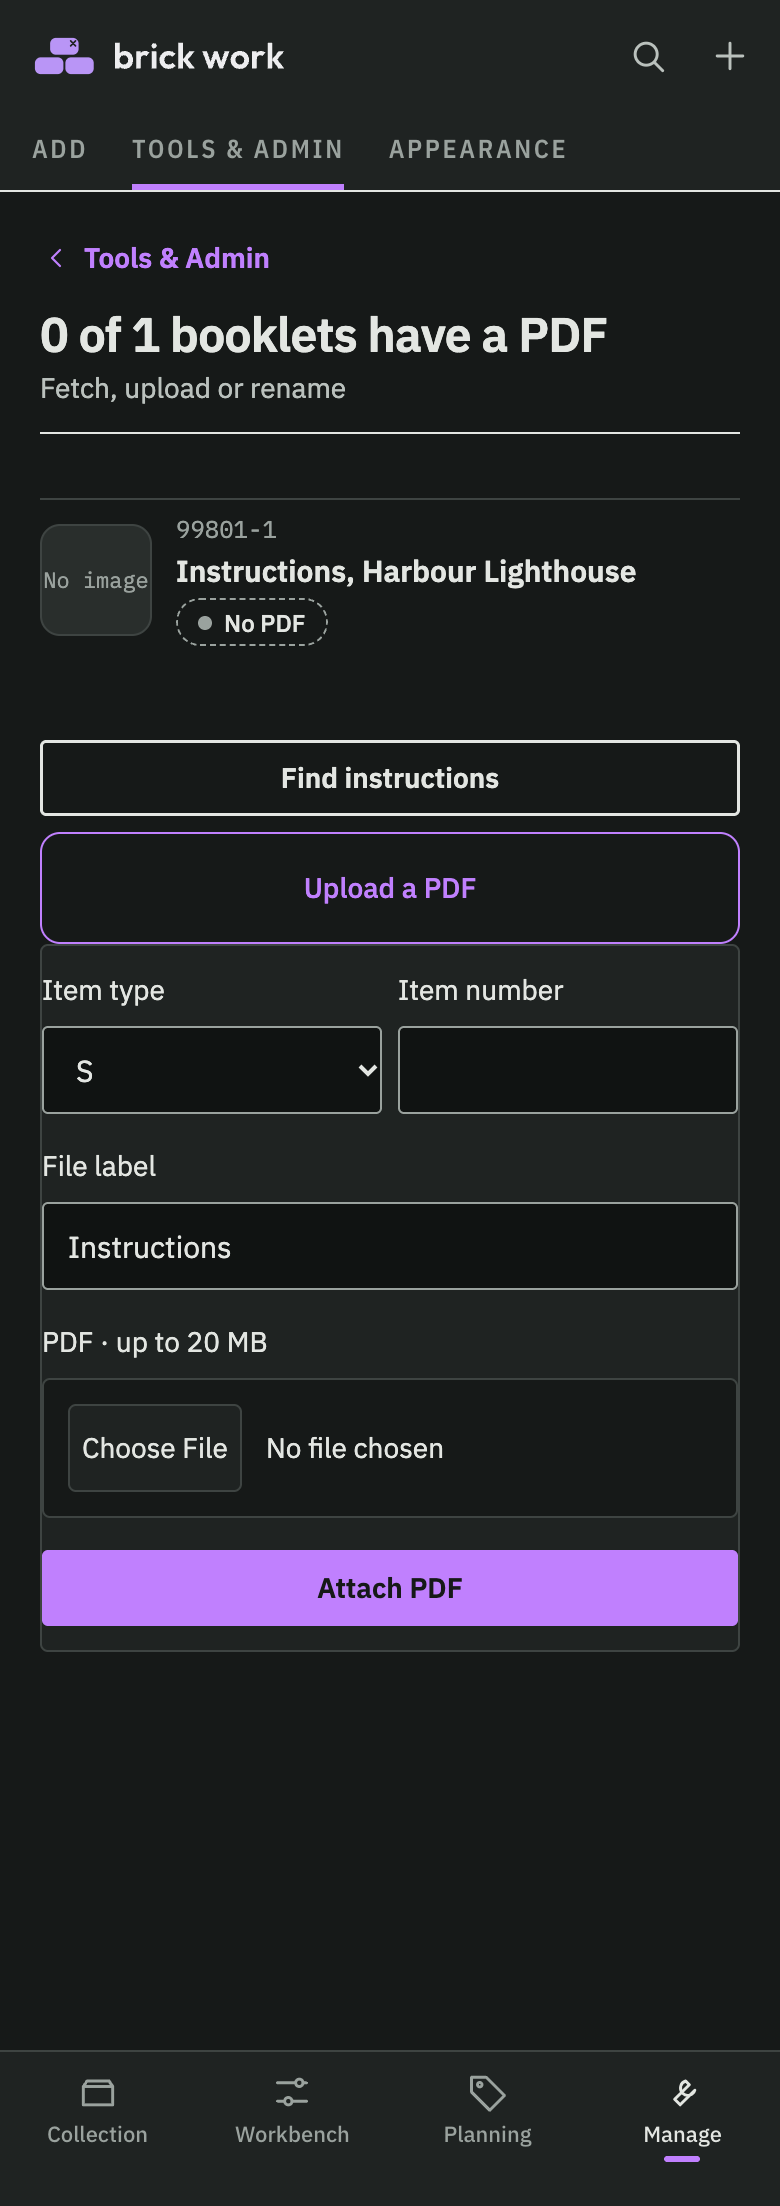 brick work
ADD TOOLS & ADMIN APPEARANCE
Tools & Admin
0 of 1 booklets have a PDF
Fetch, upload or rename
No image
99801-1
Instructions, Harbour Lighthouse
No PDF
Find instructions
Upload a PDF
Item type Item number
S
File label
Instructions
PDF · up to 20 MB
Choose File No file chosen
Attach PDF
Collection Workbench Planning Manage